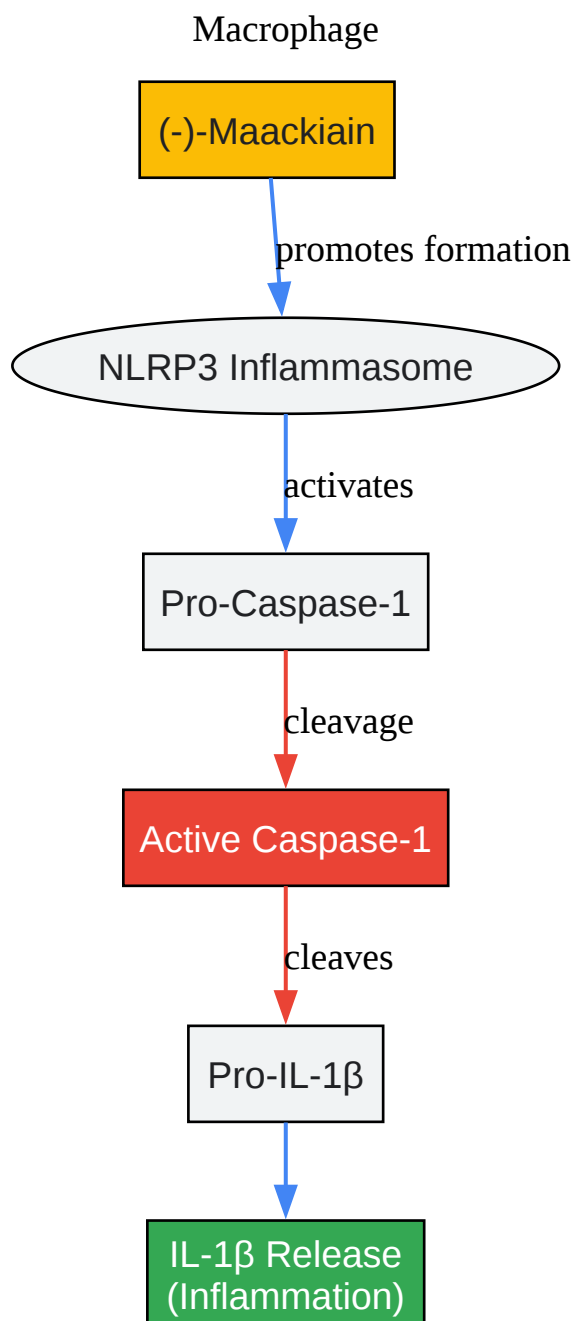 Macrophage
(-)-Maackiain
promotes formation
NLRP3 Inflammasome
activates
Pro-Caspase-1
cleavage
Active Caspase-1
cleaves
Pro-IL-1β
IL-1β Release
(Inflammation)